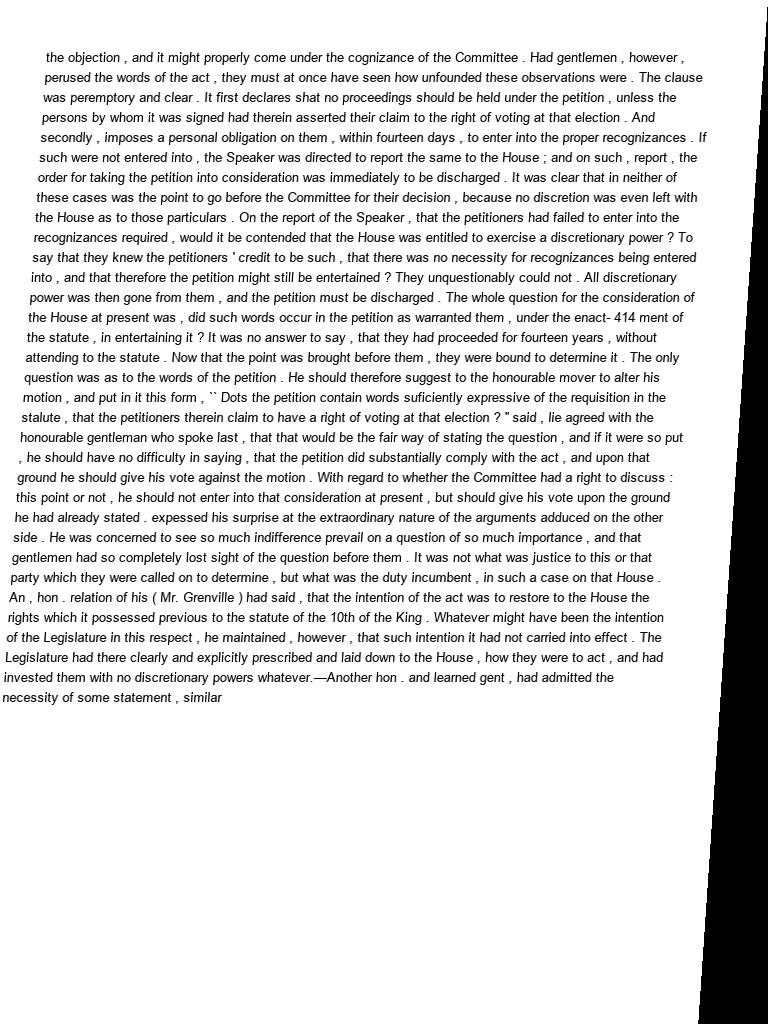 the objection , and it might properly come under the cognizance of the Committee . Had gentlemen , however ,
perused the words of the act , they must at once have seen how unfounded these observations were . The clause
was peremptory and clear . It first declares shat no proceedings should be held under the petition , unless the
persons by whom it was signed had therein asserted their claim to the right of voting at that election . And
secondly , imposes a personal obligation on them , within fourteen days , to enter into the proper recognizances . If
such were not entered into , the Speaker was directed to report the same to the House ; and on such , report , the
order for taking the petition into consideration was immediately to be discharged . It was clear that in neither of
these cases was the point to go before the Committee for their decision , because no discretion was even left with
the House as to those particulars . On the report of the Speaker , that the petitioners had failed to enter into the
recognizances required , would it be contended that the House was entitled to exercise a discretionary power ? To
say that they knew the petitioners ' credit to be such , that there was no necessity for recognizances being entered
into , and that therefore the petition might still be entertained ? They unquestionably could not . All discretionary
power was then gone from them , and the petition must be discharged . The whole question for the consideration of
the House at present was , did such words occur in the petition as warranted them , under the enact- 414 ment of
the statute , in entertaining it ? It was no answer to say , that they had proceeded for fourteen years , without
attending to the statute . Now that the point was brought before them , they were bound to determine it . The only
question was as to the words of the petition . He should therefore suggest to the honourable mover to alter his
motion , and put in it this form , `` Dots the petition contain words suficiently expressive of the requisition in the
stalute , that the petitioners therein claim to have a right of voting at that election ? " said , lie agreed with the
honourable gentleman who spoke last , that that would be the fair way of stating the question , and if it were so put
, he should have no difficulty in saying , that the petition did substantially comply with the act , and upon that
ground he should give his vote against the motion . With regard to whether the Committee had a right to discuss :
this point or not , he should not enter into that consideration at present , but should give his vote upon the ground
he had already stated . expessed his surprise at the extraordinary nature of the arguments adduced on the other
side . He was concerned to see so much indifference prevail on a question of so much importance , and that
gentlemen had so completely lost sight of the question before them . It was not what was justice to this or that
party which they were called on to determine , but what was the duty incumbent , in such a case on that House .
An , hon . relation of his ( Mr. Grenville ) had said , that the intention of the act was to restore to the House the
rights which it possessed previous to the statute of the 10th of the King . Whatever might have been the intention
of the Legislature in this respect , he maintained , however , that such intention it had not carried into effect . The
Legislature had there clearly and explicitly prescribed and laid down to the House , how they were to act , and had
invested them with no discretionary powers whatever.—Another hon . and learned gent , had admitted the
necessity of some statement , similar